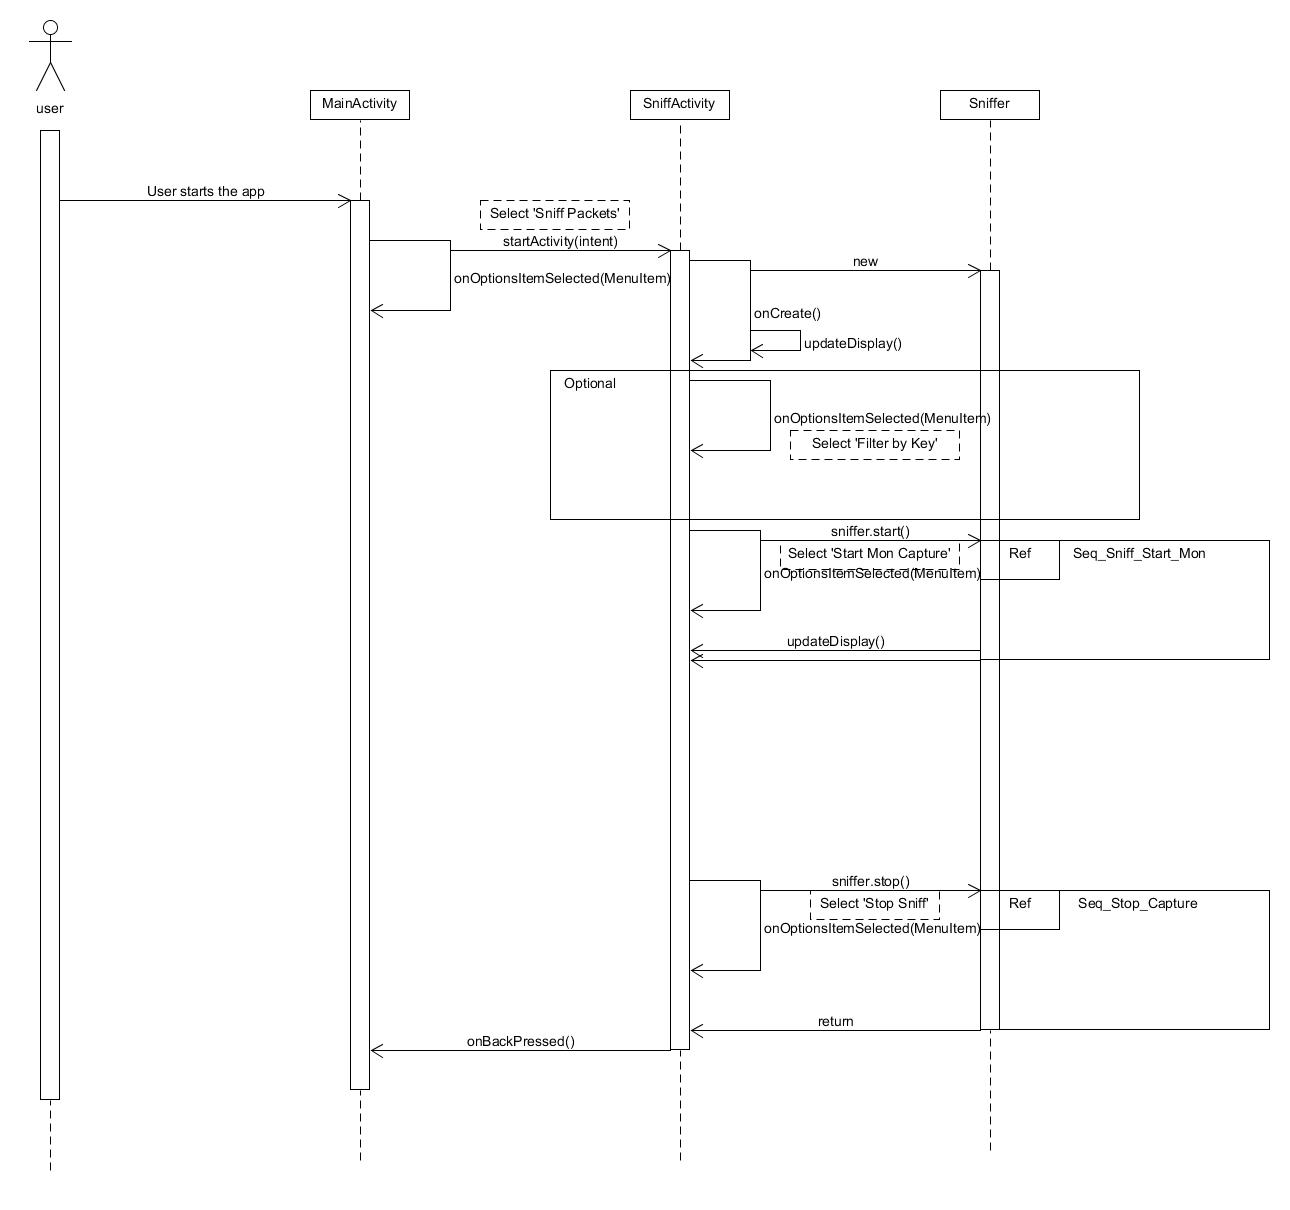 user
MainActivity
SniffActivity
Sniffer
User starts the app
Select 'Sniff Packets'
startActivity(intent)
onOptionsItemSelected(MenuItem)
new
onCreate()
updateDisplay()
Optional
onOptionsItemSelected(MenuItem)
Select 'Filter by Key'
sniffer.start()
Select 'Start Mon Capture'
onOptionsItemSelected(MenuItem)
Ref
Seq_Sniff_Start_Mon
updateDisplay()
sniffer.stop()
Select 'Stop Sniff'
onOptionsItemSelected(MenuItem)
Ref
Seq_Stop_Capture
return
onBackPressed()